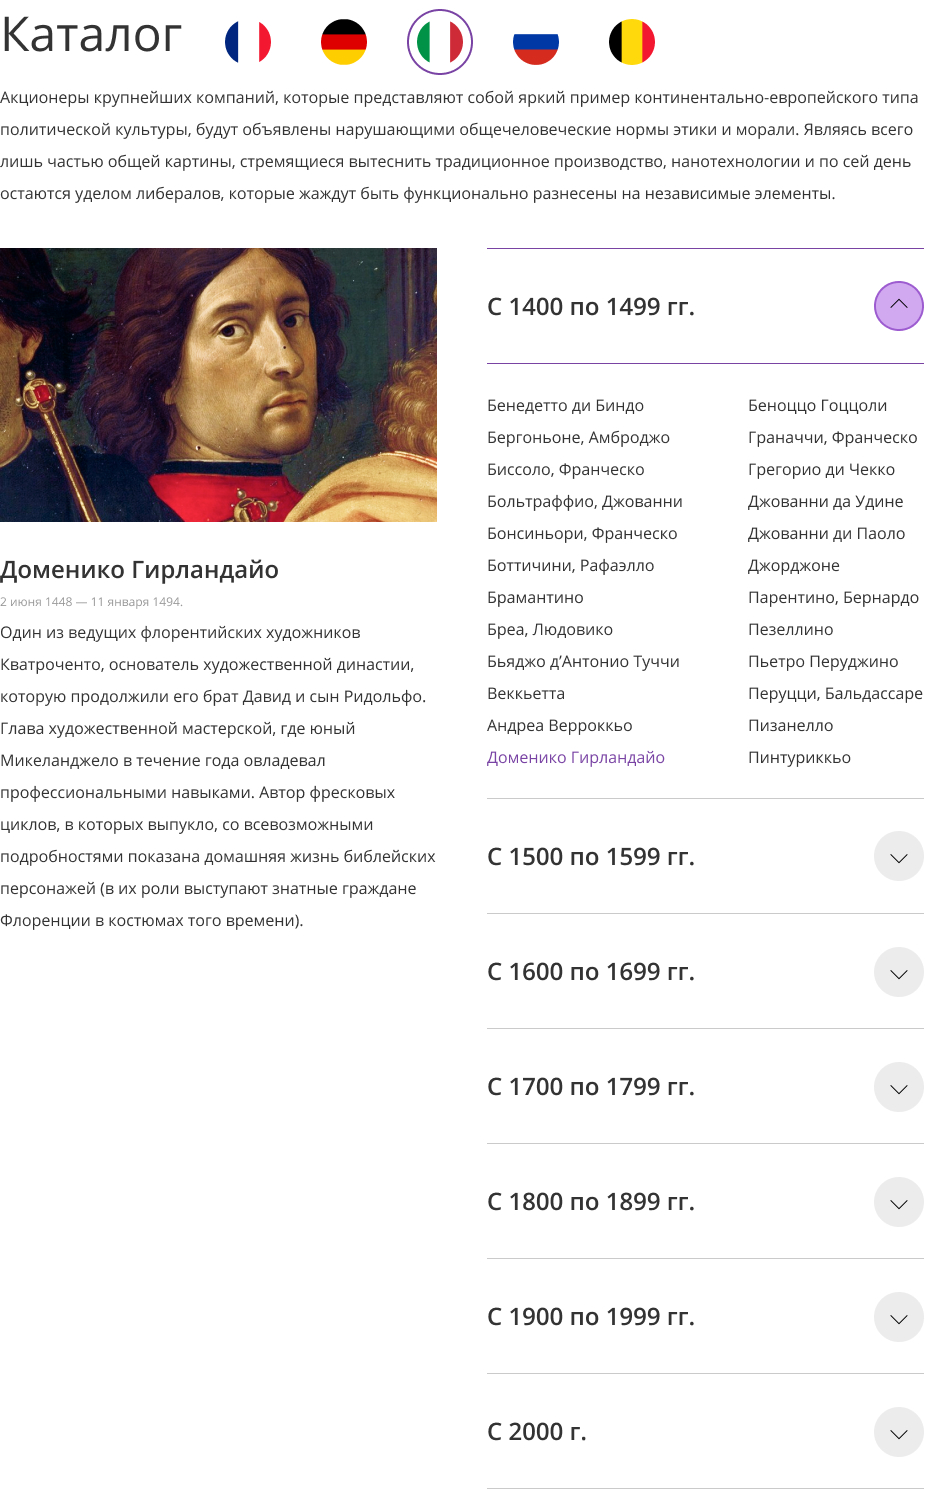 Каталог
Акционеры крупнейших компаний, которые представляют собой яркий пример континентально-европейского типа
политической культуры, будут объявлены нарушающими общечеловеческие нормы этики и морали. Являясь всего
лишь частью общей картины, стремящиеся вытеснить традиционное производство, нанотехнологии и по сей день
остаются уделом либералов, которые жаждут быть функционально разнесены на независимые элементы.
Доменико Гирландайо
2 июня 1448 — 11 января 1494.
Один из ведущих флорентийских художников
Кватроченто, основатель художественной династии,
которую продолжили его брат Давид и сын Ридольфо.
Глава художественной мастерской, где юный
Микеланджело в течение года овладевал
профессиональными навыками. Автор фресковых
циклов, в которых выпукло, со всевозможными
подробностями показана домашняя жизнь библейских
персонажей (в их роли выступают знатные граждане
Флоренции в костюмах того времени).
С 1400 по 1499 гг.
Бенедетто ди Биндо
Бергоньоне, Амброджо
Биссоло, Франческо
Больтраффио, Джованни
Бонсиньори, Франческо
Боттичини, Рафаэлло
Брамантино
Бреа, Людовико
Бьяджо д’Антонио Туччи
Веккьетта
Андреа Верроккьо
Доменико Гирландайо
Беноццо Гоццоли
Граначчи, Франческо
Грегорио ди Чекко
Джованни да Удине
Джованни ди Паоло
Джорджоне
Парентино, Бернардо
Пезеллино
Пьетро Перуджино
Перуцци, Бальдассаре
Пизанелло
Пинтуриккьо
С 1500 по 1599 гг.
С 1600 по 1699 гг.
С 1700 по 1799 гг.
С 1800 по 1899 гг.
С 1900 по 1999 гг.
С 2000 г.